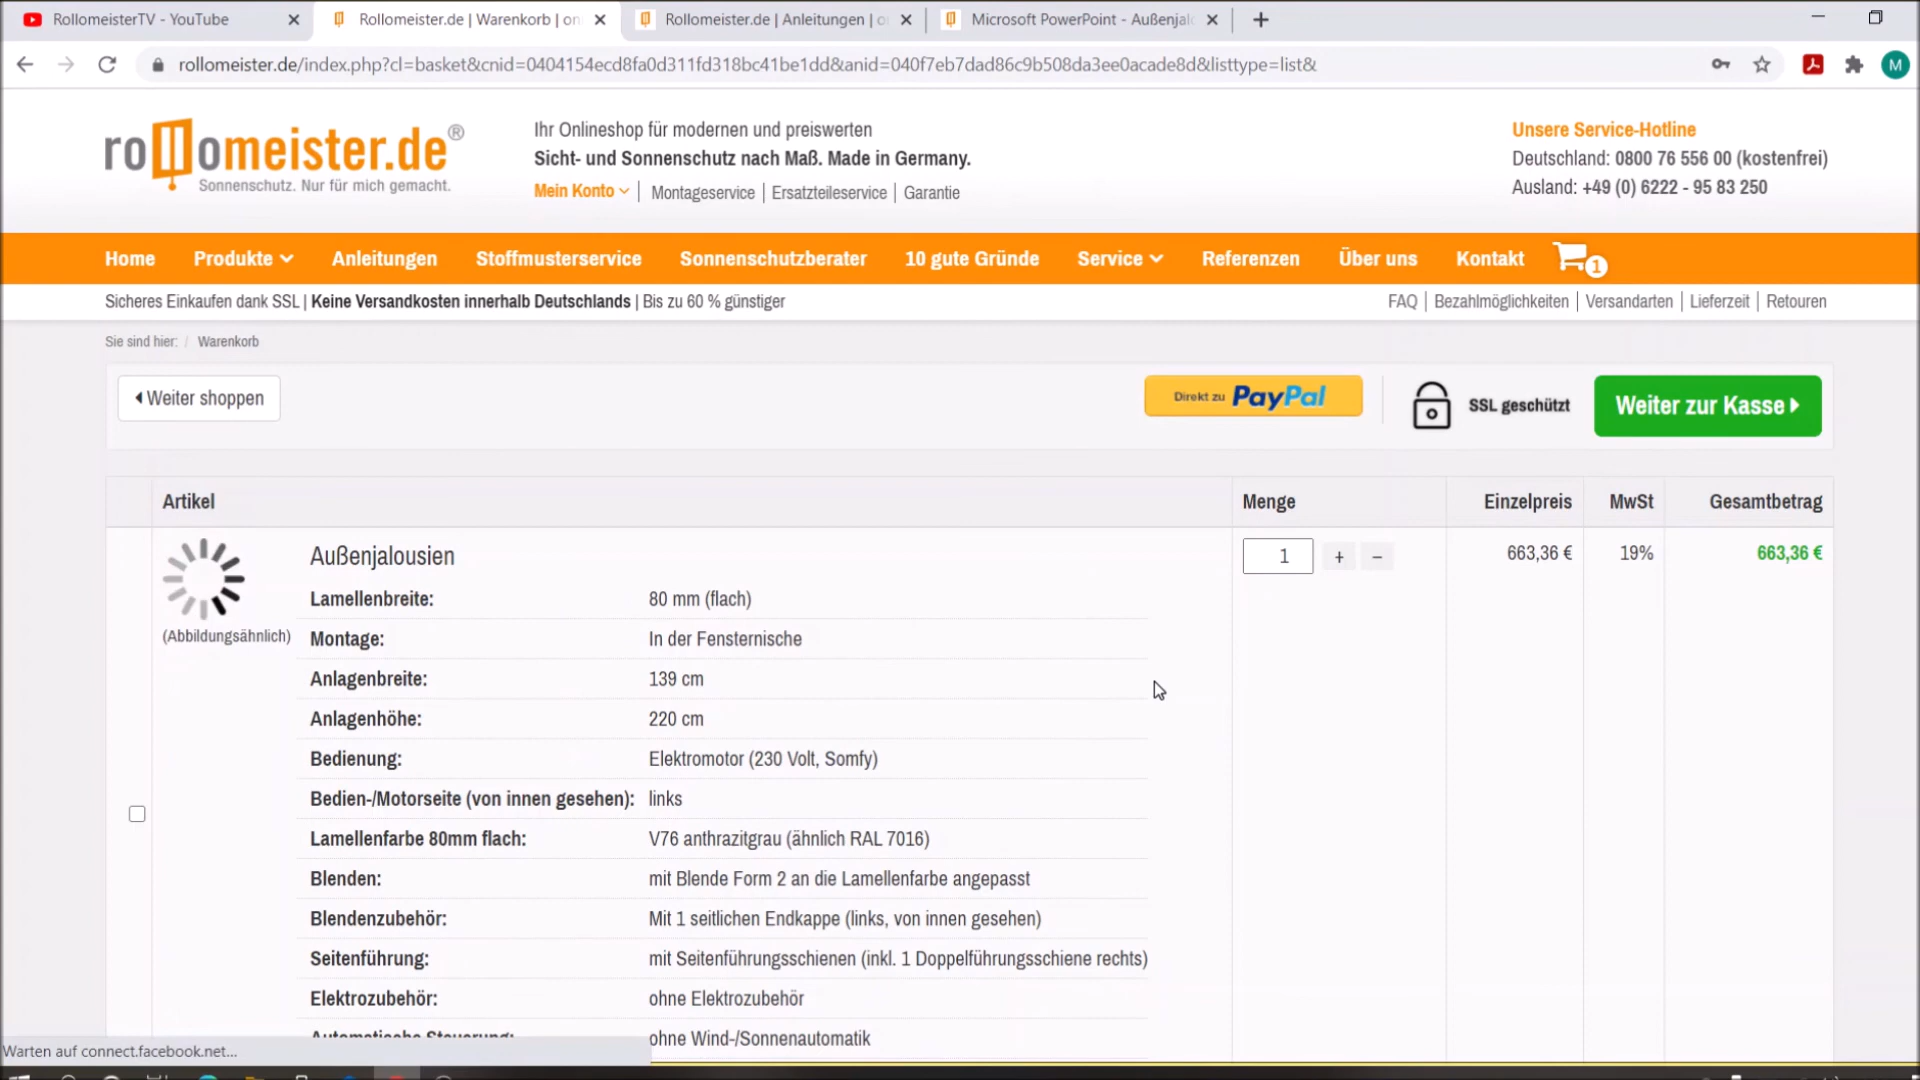 RollomeisterTV - YouTube
Rollomeister.de | Warenkorb | on
Rollomeister.de | Anleitungen | o
Microsoft PowerPoint - Außenjal
rollomeister.de/index.php?cl=basket&cnid=0404154ecd8fa0d311fd318bc41be1dd&anid=040f7eb7dad86c9b508da3ee0acade8d&listtype=list&
M
rollomeister.de®
Sonnenschutz. Nur für mich gemacht.
Ihr Onlineshop für modernen und preiswerten
Sicht- und Sonnenschutz nach Maß. Made in Germany.
Mein Konto | Montageservice | Ersatzteileservice | Garantie
Unsere Service-Hotline
Deutschland: 0800 76 556 00 (kostenfrei)
Ausland: +49 (0) 6222 - 95 83 250
Home Produkte Anleitungen Stoffmusterservice Sonnenschutzberater 10 gute Gründe Service Referenzen Über uns Kontakt 1
Sicheres Einkaufen dank SSL | Keine Versandkosten innerhalb Deutschlands | Bis zu 60 % günstiger
FAQ | Bezahlmöglichkeiten | Versandarten | Lieferzeit | Retouren
Sie sind hier: / Warenkorb
Weiter shoppen
Direkt zu PayPal
SSL geschützt
Weiter zur Kasse
Artikel Menge Einzelpreis MwSt Gesamtbetrag
Außenjalousien 1 + − 663,36 € 19% 663,36 €
(Abbildungsähnlich)
Lamellenbreite: 80 mm (flach)
Montage: In der Fensternische
Anlagenbreite: 139 cm
Anlagenhöhe: 220 cm
Bedienung: Elektromotor (230 Volt, Somfy)
Bedien-/Motorseite (von innen gesehen): links
Lamellenfarbe 80mm flach: V76 anthrazitgrau (ähnlich RAL 7016)
Blenden: mit Blende Form 2 an die Lamellenfarbe angepasst
Blendenzubehör: Mit 1 seitlichen Endkappe (links, von innen gesehen)
Seitenführung: mit Seitenführungsschienen (inkl. 1 Doppelführungsschiene rechts)
Elektrozubehör: ohne Elektrozubehör
Automatische Steuerung: ohne Wind-/Sonnenautomatik
Warten auf connect.facebook.net...